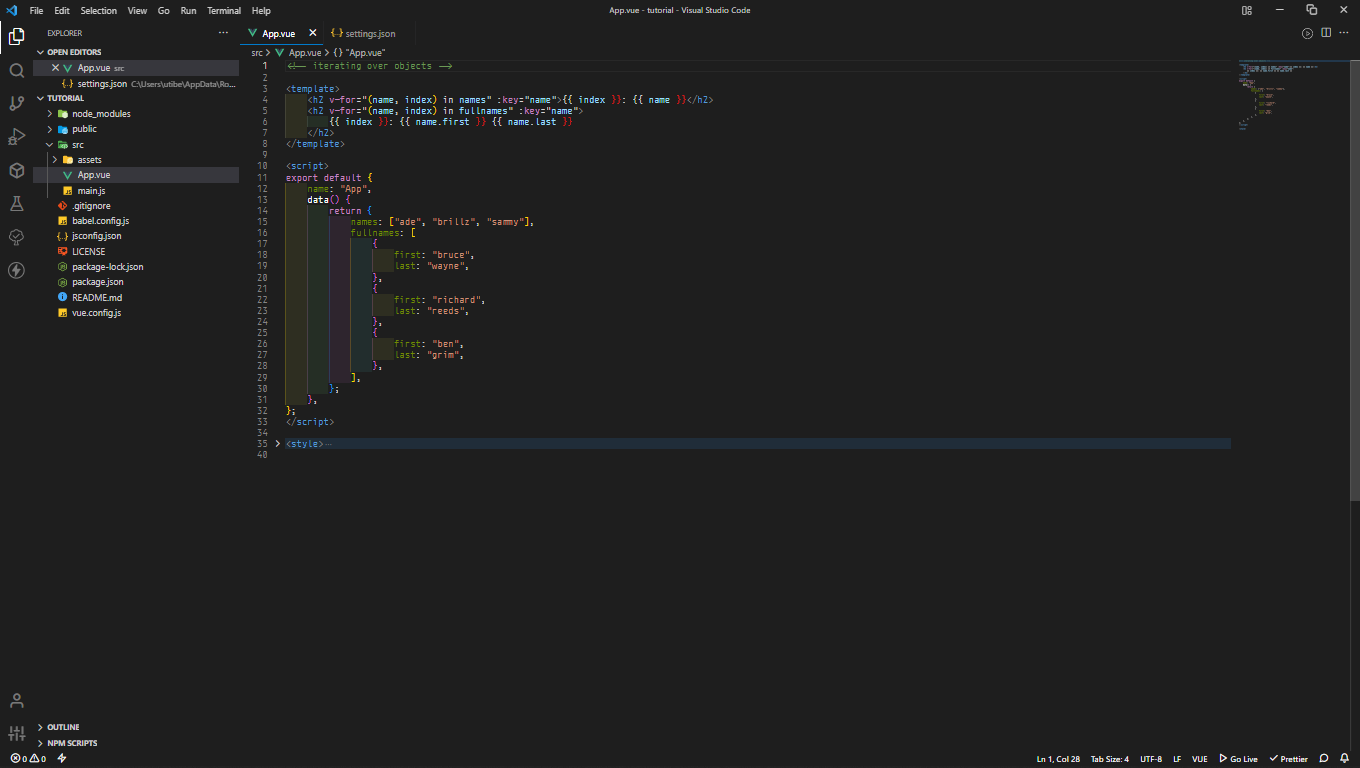 File Edit Selection View Go Run Terminal Help
App.vue - tutorial - Visual Studio Code
EXPLORER
OPEN EDITORS
App.vue src
settings.json C:\Users\utibe\AppData\Ro...
TUTORIAL
node_modules
public
src
assets
App.vue
main.js
.gitignore
babel.config.js
jsconfig.json
LICENSE
package-lock.json
package.json
README.md
vue.config.js
OUTLINE
NPM SCRIPTS
App.vue
settings.json
src > App.vue > {} "App.vue"
1 <!-- iterating over objects -->
2
3 <template>
4 <h2 v-for="(name, index) in names" :key="name">{{ index }}: {{ name }}</h2>
5 <h2 v-for="(name, index) in fullnames" :key="name">
6 {{ index }}: {{ name.first }} {{ name.last }}
7 </h2>
8 </template>
9
10 <script>
11 export default {
12 name: "App",
13 data() {
14 return {
15 names: ["ade", "brillz", "sammy"],
16 fullnames: [
17 {
18 first: "bruce",
19 last: "wayne",
20 },
21 {
22 first: "richard",
23 last: "reeds",
24 },
25 {
26 first: "ben",
27 last: "grim",
28 },
29 ],
30 };
31 },
32 };
33 </script>
34
35 <style>...
40
0 0
Ln 1, Col 28 Tab Size: 4 UTF-8 LF VUE Go Live Prettier